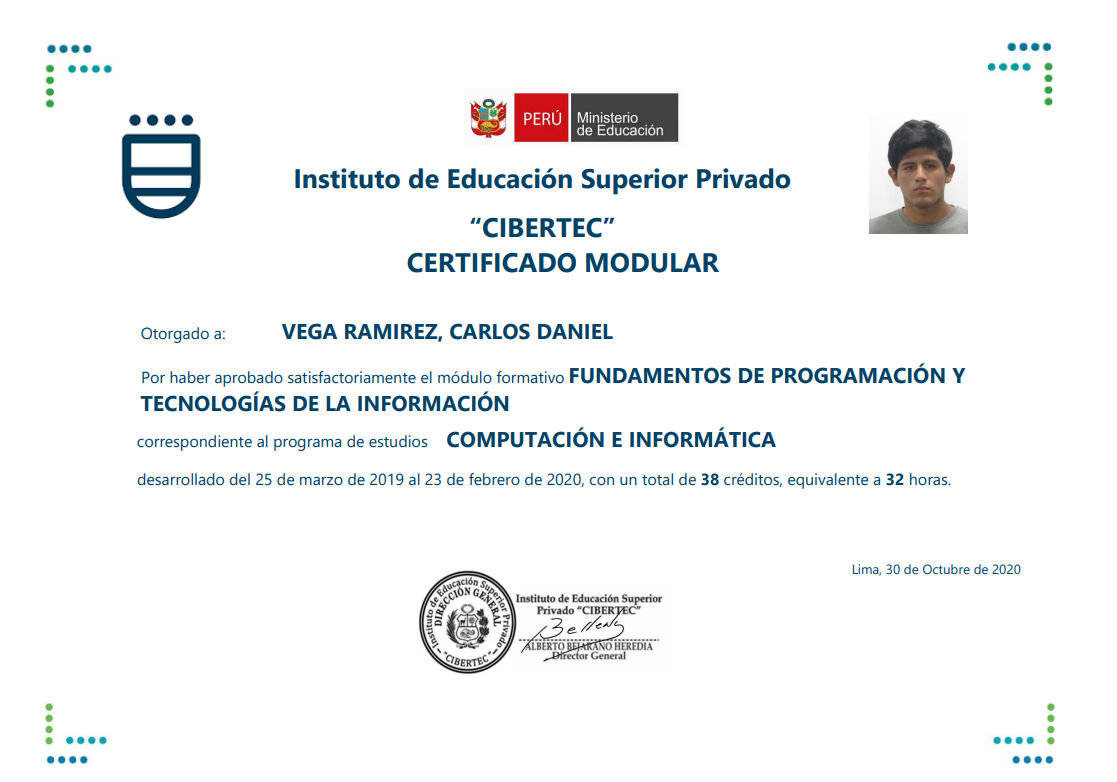 PERÚ Ministerio
de Educación
Instituto de Educación Superior Privado
“CIBERTEC”
CERTIFICADO MODULAR
Otorgado a: VEGA RAMIREZ, CARLOS DANIEL
Por haber aprobado satisfactoriamente el módulo formativo FUNDAMENTOS DE PROGRAMACIÓN Y
TECNOLOGÍAS DE LA INFORMACIÓN
correspondiente al programa de estudios COMPUTACIÓN E INFORMÁTICA
desarrollado del 25 de marzo de 2019 al 23 de febrero de 2020, con un total de 38 créditos, equivalente a 32 horas.
Lima, 30 de Octubre de 2020
Instituto de Educación Superior Privado
DIRECCIÓN GENERAL
"CIBERTEC"
Instituto de Educación Superior
Privado "CIBERTEC"
ALBERTO BEJARANO HEREDIA
Director General